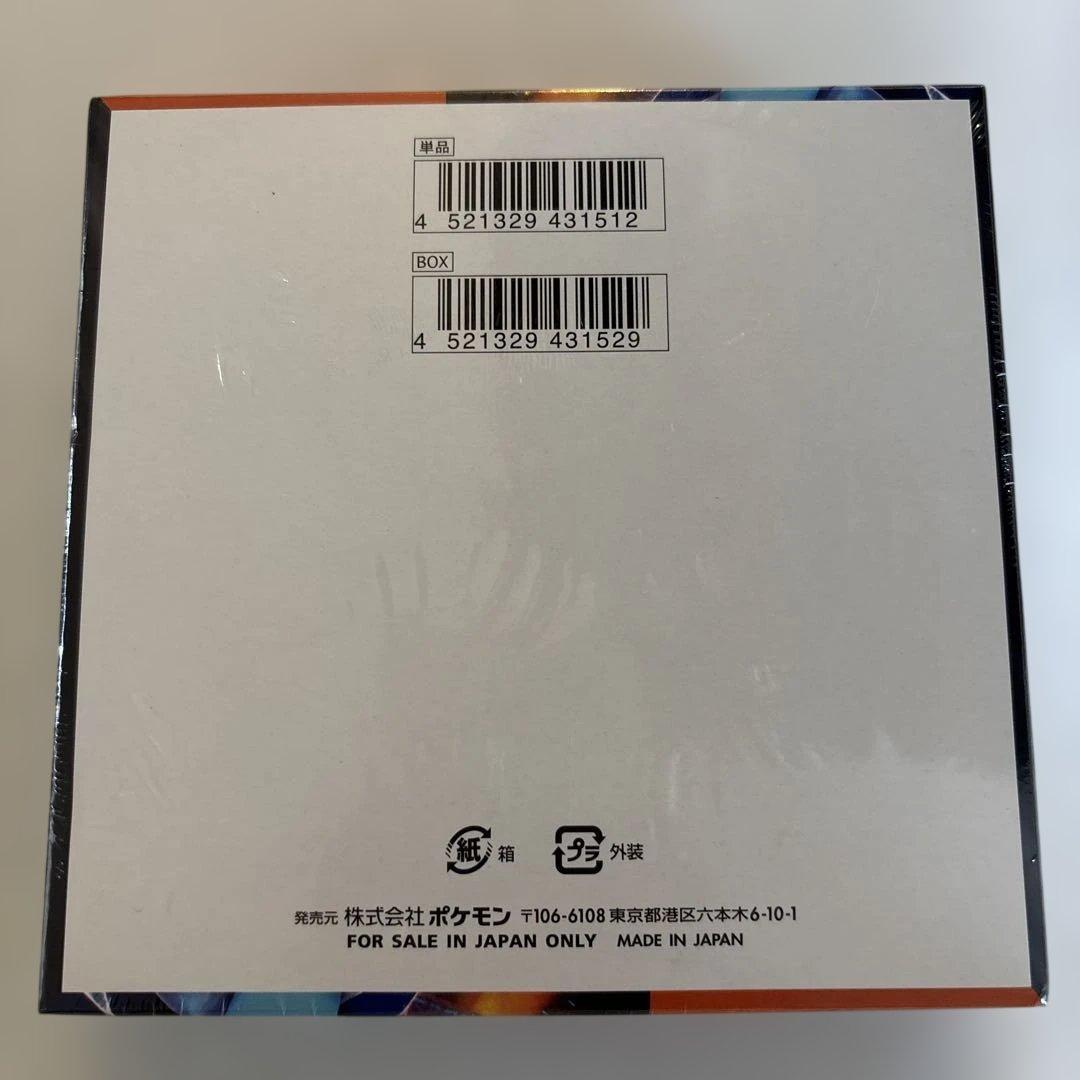 単品
4 521329 431512
BOX
4 521329 431529
紙 箱 プラ 外装
発売元 株式会社ポケモン 〒106-6108 東京都港区六本木6-10-1
FOR SALE IN JAPAN ONLY MADE IN JAPAN